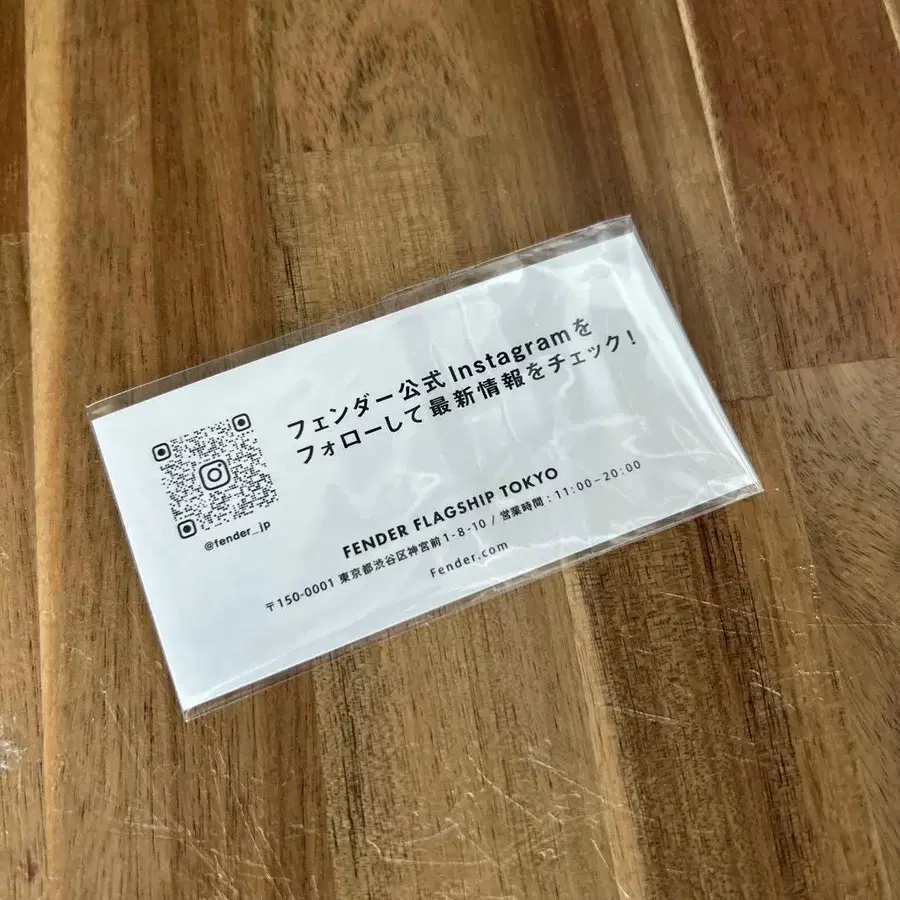 フェンダー公式Instagramを
フォローして最新情報をチェック!
@fender_jp
FENDER FLAGSHIP TOKYO
〒150-0001 東京都渋谷区神宮前1-8-10 / 営業時間:11:00−20:00
Fender.com